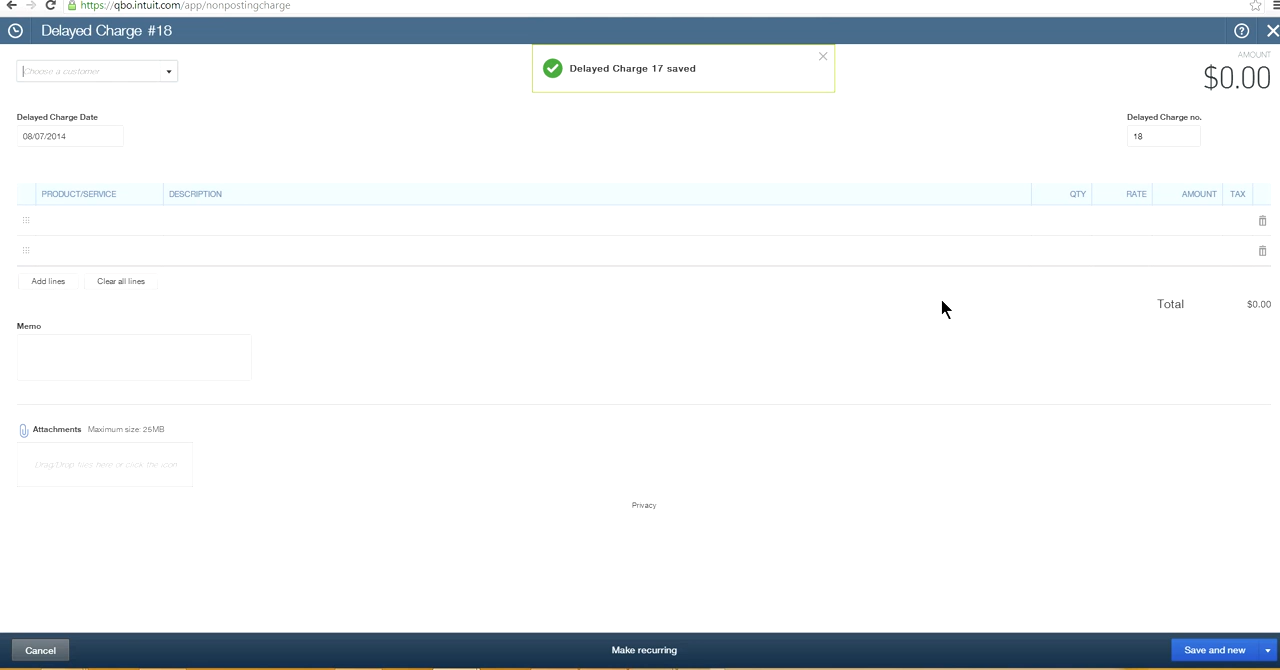 https://qbo.intuit.com/app/nonpostingcharge
Delayed Charge #18
Choose a customer
Delayed Charge 17 saved
AMOUNT
$0.00
Delayed Charge Date
08/07/2014
Delayed Charge no.
18
PRODUCT/SERVICE DESCRIPTION QTY RATE AMOUNT TAX
Add lines Clear all lines
Total $0.00
Memo
Attachments Maximum size: 25MB
Drag/Drop files here or click the icon
Privacy
Cancel Make recurring Save and new